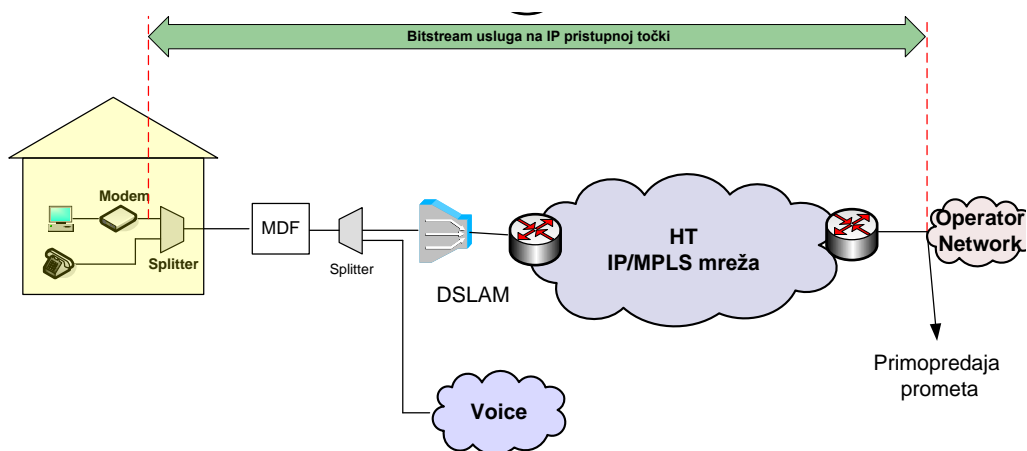 Bitstream usluga na IP pristupnoj točki
Modem
Splitter
MDF
Splitter
DSLAM
HT
IP/MPLS mreža
Operator
Network
Primopredaja
prometa
Voice